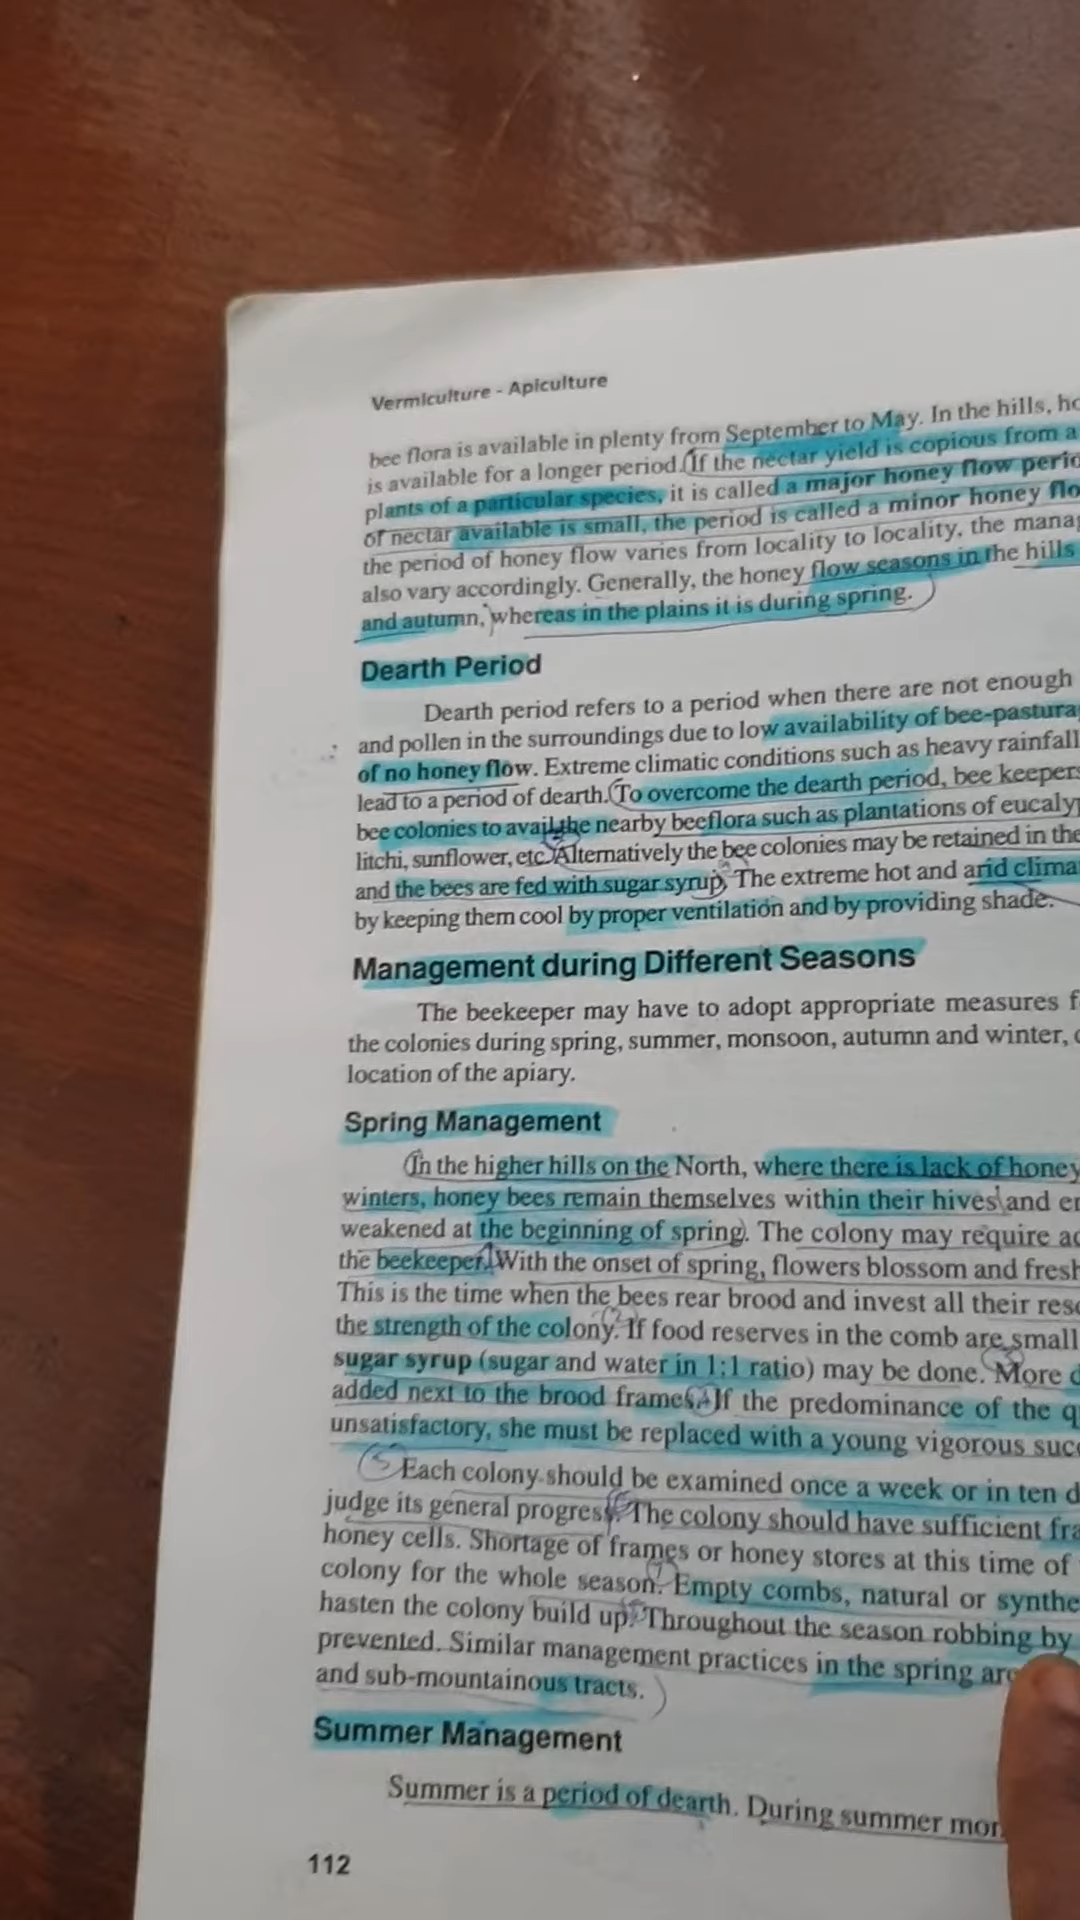 Vermiculture - Apiculture
bee flora is available in plenty from September to May. In the hills,
is available for a longer period. If the nectar yield is copious from a
plants of a particular species, it is called a major honey flow
of nectar available is small, the period is called a minor honey
the period of honey flow varies from locality to locality, the
also vary accordingly. Generally, the honey flow seasons in the hills
and autumn, whereas in the plains it is during spring.
Dearth Period
Dearth period refers to a period when there are not enough
and pollen in the surroundings due to low availability of
of no honey flow. Extreme climatic conditions such as heavy rainfall
lead to a period of dearth. To overcome the dearth period, bee
bee colonies to avail the nearby beeflora such as plantations of
litchi, sunflower, etc. Alternatively the bee colonies may be retained in the
and the bees are fed with sugar syrup. The extreme hot and arid
by keeping them cool by proper ventilation and by providing shade.
Management during Different Seasons
The beekeeper may have to adopt appropriate measures
the colonies during spring, summer, monsoon, autumn and winter,
location of the apiary.
Spring Management
In the higher hills on the North, where there is lack of honey
winters, honey bees remain themselves within their hives and
weakened at the beginning of spring. The colony may require
the beekeeper. With the onset of spring, flowers blossom and
This is the time when the bees rear brood and invest all their
the strength of the colony. If food reserves in the comb are small
sugar syrup (sugar and water in 1:1 ratio) may be done. More
added next to the brood frames. If the predominance of the
unsatisfactory, she must be replaced with a young vigorous
Each colony should be examined once a week or in ten
judge its general progress. The colony should have sufficient
honey cells. Shortage of frames or honey stores at this time of
colony for the whole season. Empty combs, natural or
hasten the colony build up. Throughout the season robbing by
prevented. Similar management practices in the spring
and sub-mountainous tracts.
Summer Management
Summer is a period of dearth. During summer
112